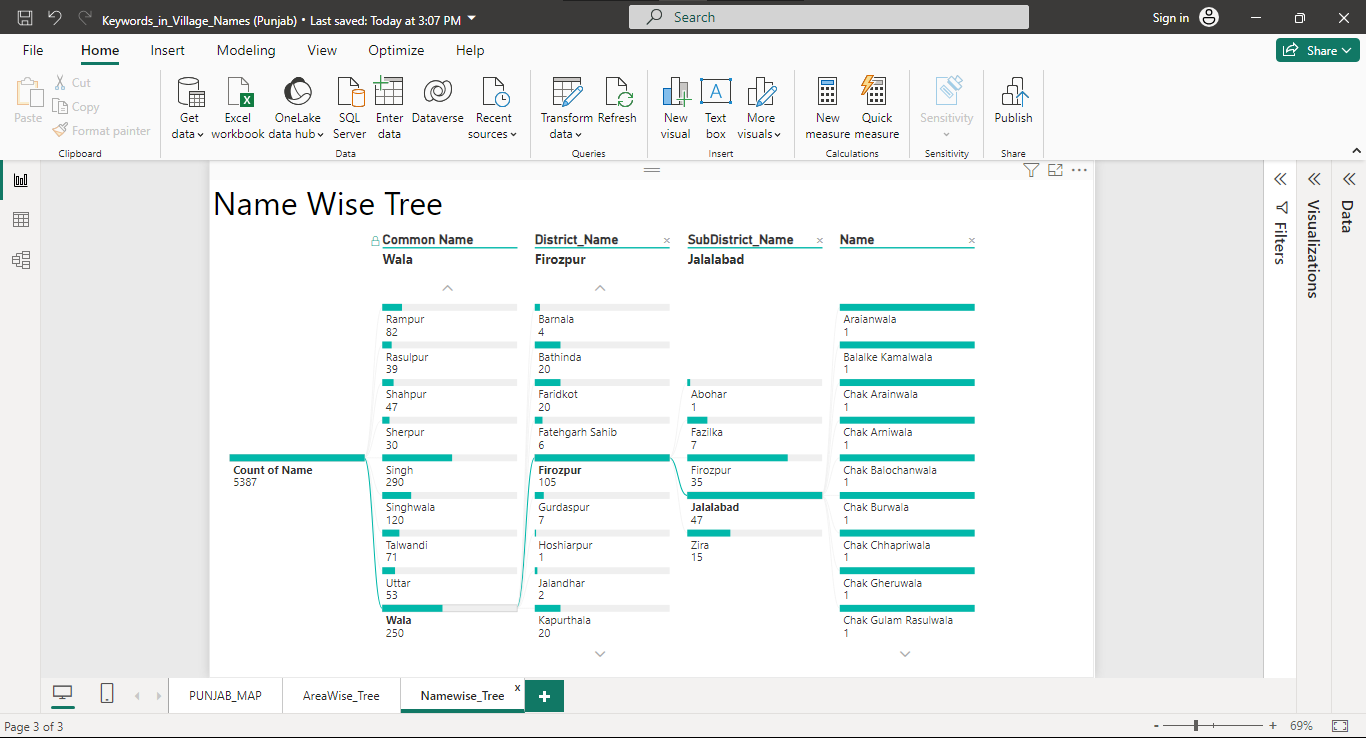 Keywords_in_Village_Names (Punjab) • Last saved: Today at 3:07 PM
Search
Sign in
File Home Insert Modeling View Optimize Help
Share
Paste
Cut
Copy
Format painter
Clipboard
Get data
Excel workbook
OneLake data hub
SQL Server
Enter data
Dataverse
Recent sources
Data
Transform data
Refresh
Queries
New visual
Text box
More visuals
Insert
New measure
Quick measure
Calculations
Sensitivity
Sensitivity
Publish
Share
Name Wise Tree
Common Name
Wala
District_Name
Firozpur
SubDistrict_Name
Jalalabad
Name
Count of Name
5387
Rampur
82
Rasulpur
39
Shahpur
47
Sherpur
30
Singh
290
Singhwala
120
Talwandi
71
Uttar
53
Wala
250
Barnala
4
Bathinda
20
Faridkot
20
Fatehgarh Sahib
6
Firozpur
105
Gurdaspur
7
Hoshiarpur
1
Jalandhar
2
Kapurthala
20
Abohar
1
Fazilka
7
Firozpur
35
Jalalabad
47
Zira
15
Araianwala
1
Balalke Kamalwala
1
Chak Arainwala
1
Chak Arniwala
1
Chak Balochanwala
1
Chak Burwala
1
Chak Chhapriwala
1
Chak Gheruwala
1
Chak Gulam Rasulwala
1
Filters
Visualizations
Data
PUNJAB_MAP
AreaWise_Tree
Namewise_Tree
x
Page 3 of 3
- + 69%